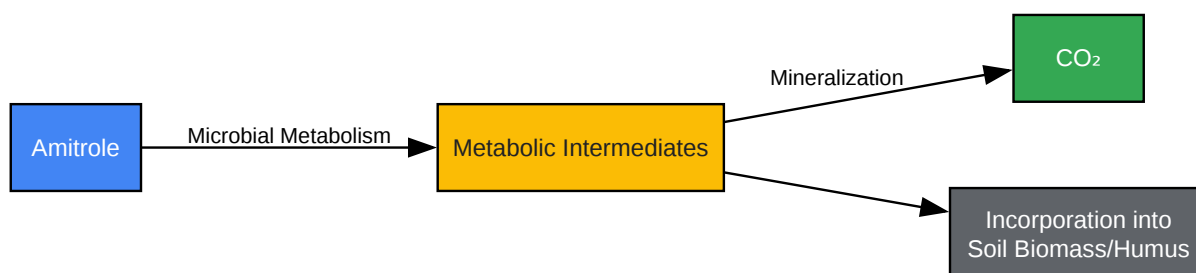 Amitrole
Microbial Metabolism
Metabolic Intermediates
Mineralization
CO₂
Incorporation into
Soil Biomass/Humus